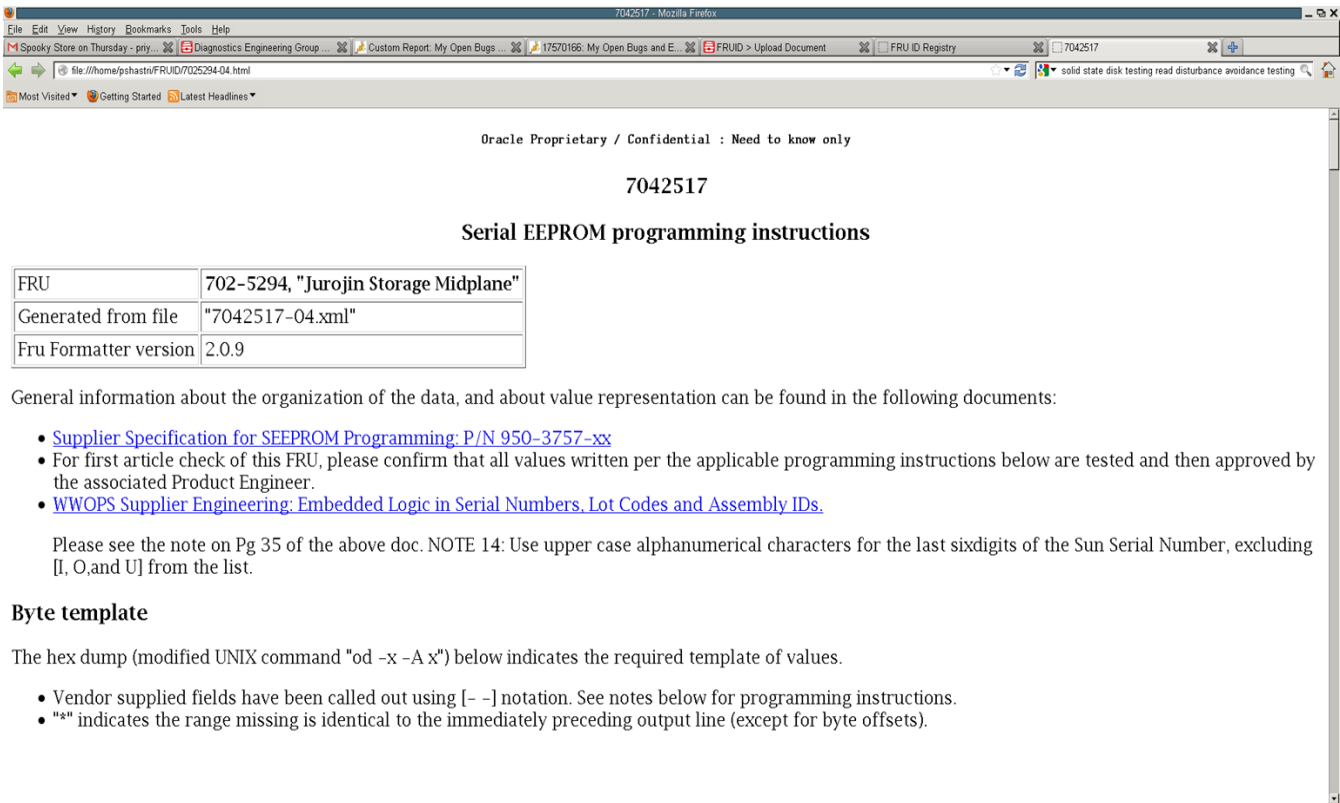 7042517 - Mozilla Firefox
File Edit View History Bookmarks Tools Help
Spooky Store on Thursday - priy... Diagnostics Engineering Group ... Custom Report: My Open Bugs ... 17570166: My Open Bugs and E... FRUID > Upload Document FRU ID Registry 7042517
file:///home/pshastri/FRUID/7025294-04.html solid state disk testing read disturbance avoidance testing
Most Visited Getting Started Latest Headlines
Oracle Proprietary / Confidential : Need to know only
7042517
Serial EEPROM programming instructions
FRU 702-5294, "Jurojin Storage Midplane"
Generated from file "7042517-04.xml"
Fru Formatter version 2.0.9
General information about the organization of the data, and about value representation can be found in the following documents:
• Supplier Specification for SEEPROM Programming: P/N 950-3757-xx
• For first article check of this FRU, please confirm that all values written per the applicable programming instructions below are tested and then approved by
the associated Product Engineer.
• WWOPS Supplier Engineering: Embedded Logic in Serial Numbers, Lot Codes and Assembly IDs.
Please see the note on Pg 35 of the above doc. NOTE 14: Use upper case alphanumerical characters for the last sixdigits of the Sun Serial Number, excluding
[I, O,and U] from the list.
Byte template
The hex dump (modified UNIX command "od -x -A x") below indicates the required template of values.
• Vendor supplied fields have been called out using [- -] notation. See notes below for programming instructions.
• "*" indicates the range missing is identical to the immediately preceding output line (except for byte offsets).